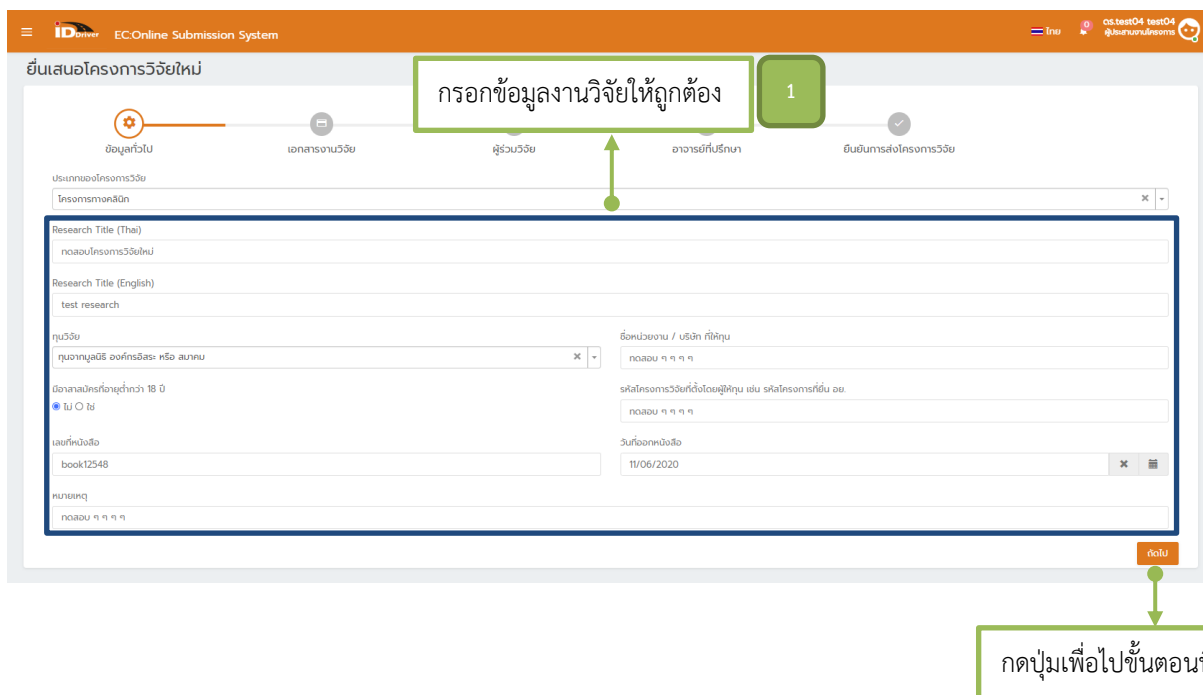 iDDriver EC:Online Submission System
ไทย
0
ดร.test04 test04
ผู้ประสานงานโครงการ
ยื่นเสนอโครงการวิจัยใหม่
กรอกข้อมูลงานวิจัยให้ถูกต้อง
1
ข้อมูลทั่วไป
เอกสารงานวิจัย
ผู้ร่วมวิจัย
อาจารย์ที่ปรึกษา
ยืนยันการส่งโครงการวิจัย
ประเภทของโครงการวิจัย
โครงการทางคลินิก
Research Title (Thai)
ทดสอบโครงการวิจัยใหม่
Research Title (English)
test research
ทุนวิจัย
ชื่อหน่วยงาน / บริษัท ที่ให้ทุน
ทุนจากมูลนิธิ องค์กรอิสระ หรือ สมาคม
ทดสอบ ๆ ๆ ๆ ๆ
มีอาสาสมัครที่อายุต่ำกว่า 18 ปี
รหัสโครงการวิจัยที่ตั้งโดยผู้ให้ทุน เช่น รหัสโครงการที่ยื่น อย.
ไม่ ใช่
ทดสอบ ๆ ๆ ๆ ๆ
เลขที่หนังสือ
วันที่ออกหนังสือ
book12548
11/06/2020
หมายเหตุ
ทดสอบ ๆ ๆ ๆ ๆ
ถัดไป
กดปุ่มเพื่อไปขั้นตอน